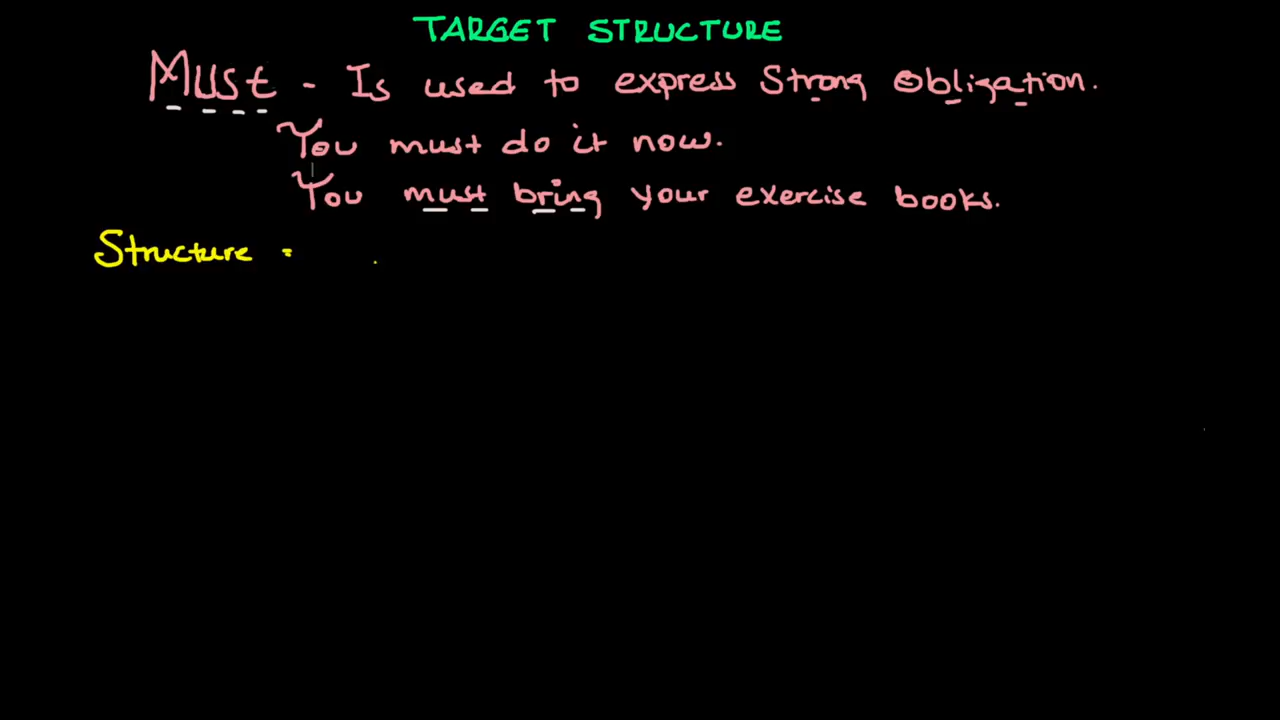 TARGET STRUCTURE
Must - Is used to express Strong Obligation.
You must do it now.
You must bring your exercise books.
Structure =